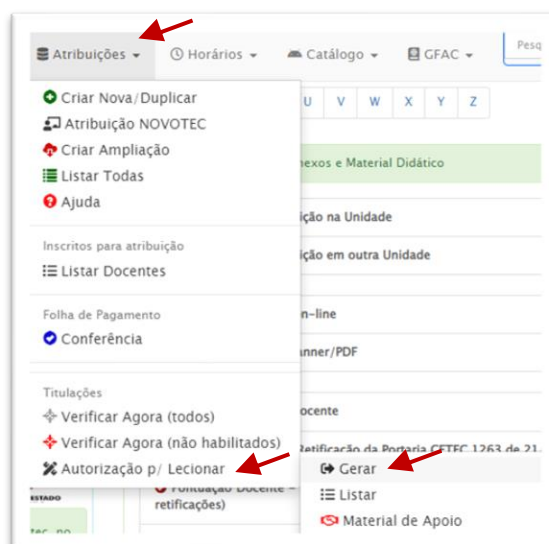 Atribuições
Horários
Catálogo
GFAC
Pesq
Criar Nova/Duplicar
U V W X Y Z
Atribuição NOVOTEC
Criar Ampliação
nexos e Material Didático
Listar Todas
Ajuda
ição na Unidade
Inscritos para atribuição
ição em outra Unidade
Listar Docentes
Folha de Pagamento
n-line
Conferência
nner/PDF
Titulações
Verificar Agora (todos)
ocente
Verificar Agora (não habilitados)
Retificação da Portaria CETEC 1263 de 21
Autorização p/ Lecionar
Gerar
Pontuação Docente –
retificações)
Listar
Material de Apoio